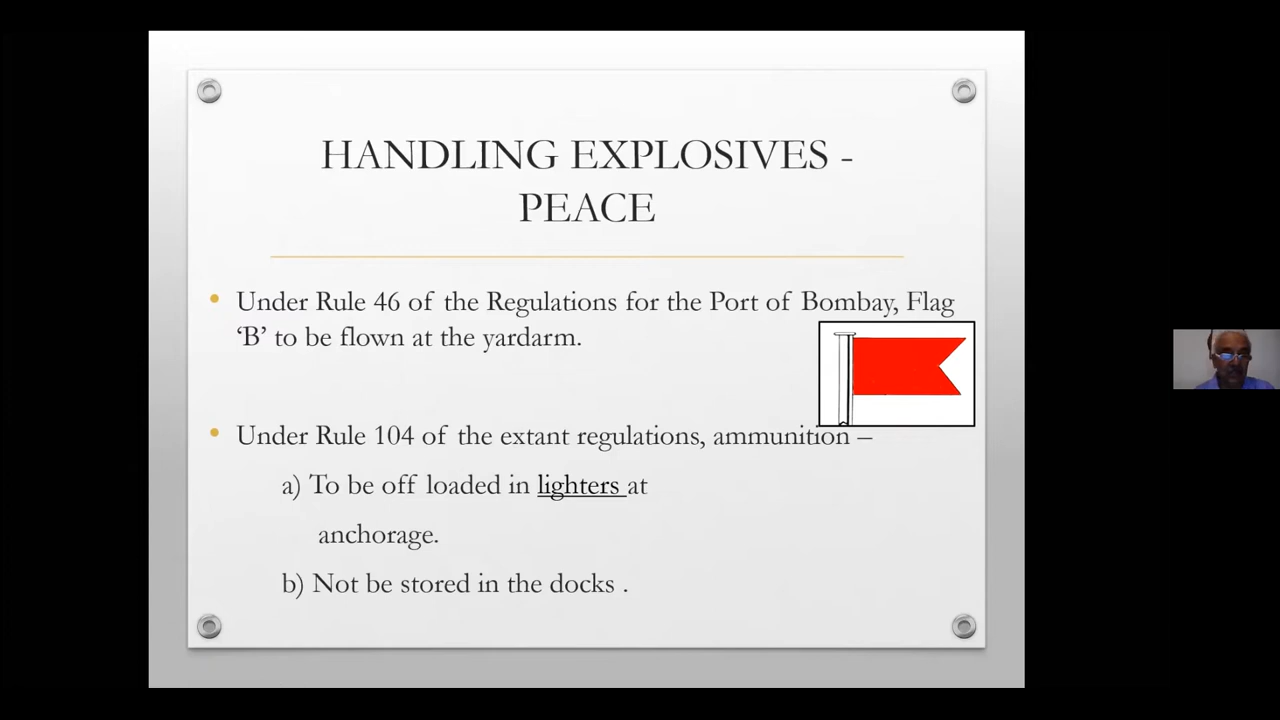 HANDLING EXPLOSIVES -
PEACE
• Under Rule 46 of the Regulations for the Port of Bombay, Flag
‘B’ to be flown at the yardarm.
• Under Rule 104 of the extant regulations, ammunition –
a) To be off loaded in lighters at
anchorage.
b) Not be stored in the docks .